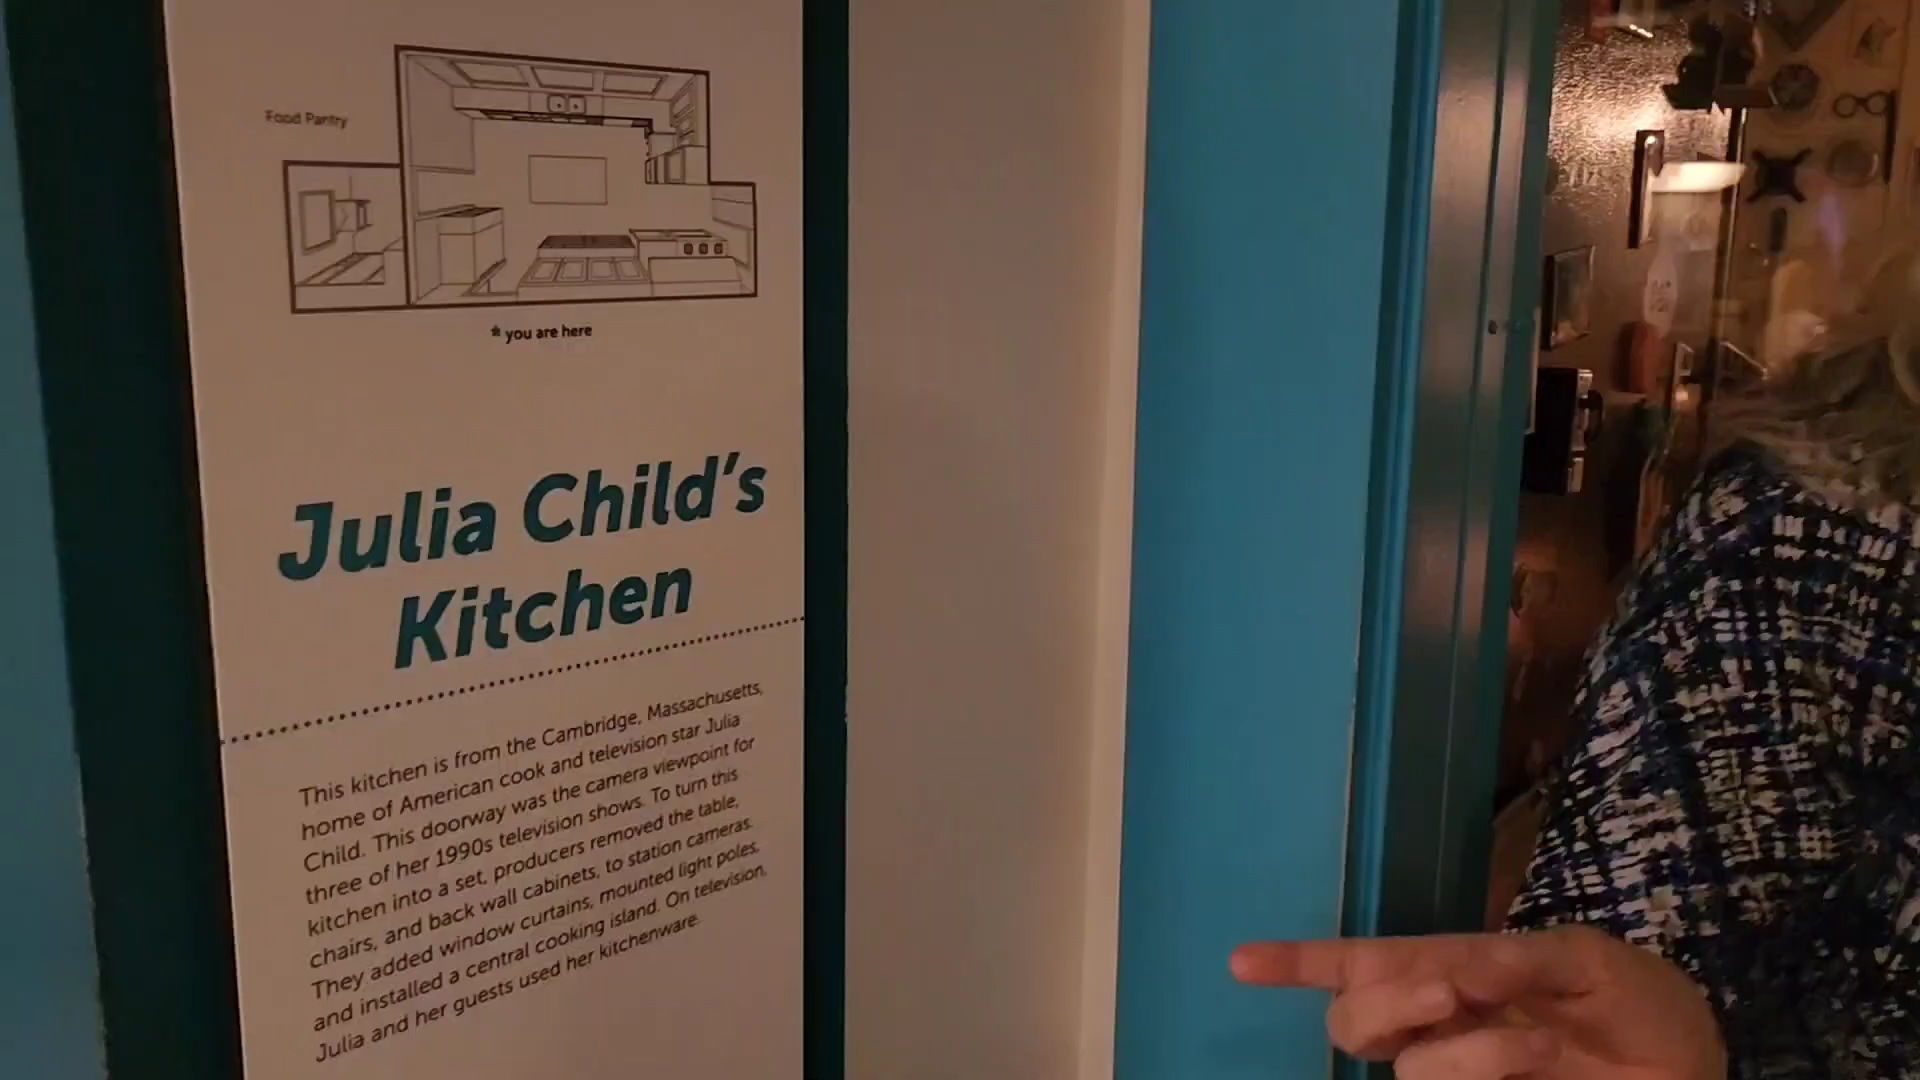 Food Pantry
* you are here
Julia Child's
Kitchen
This kitchen is from the Cambridge, Massachusetts,
home of American cook and television star Julia
Child. This doorway was the camera viewpoint for
three of her 1990s television shows. To turn this
kitchen into a set, producers removed the table,
chairs, and back wall cabinets, to station cameras.
They added window curtains, mounted light poles,
and installed a central cooking island. On television,
Julia and her guests used her kitchenware.